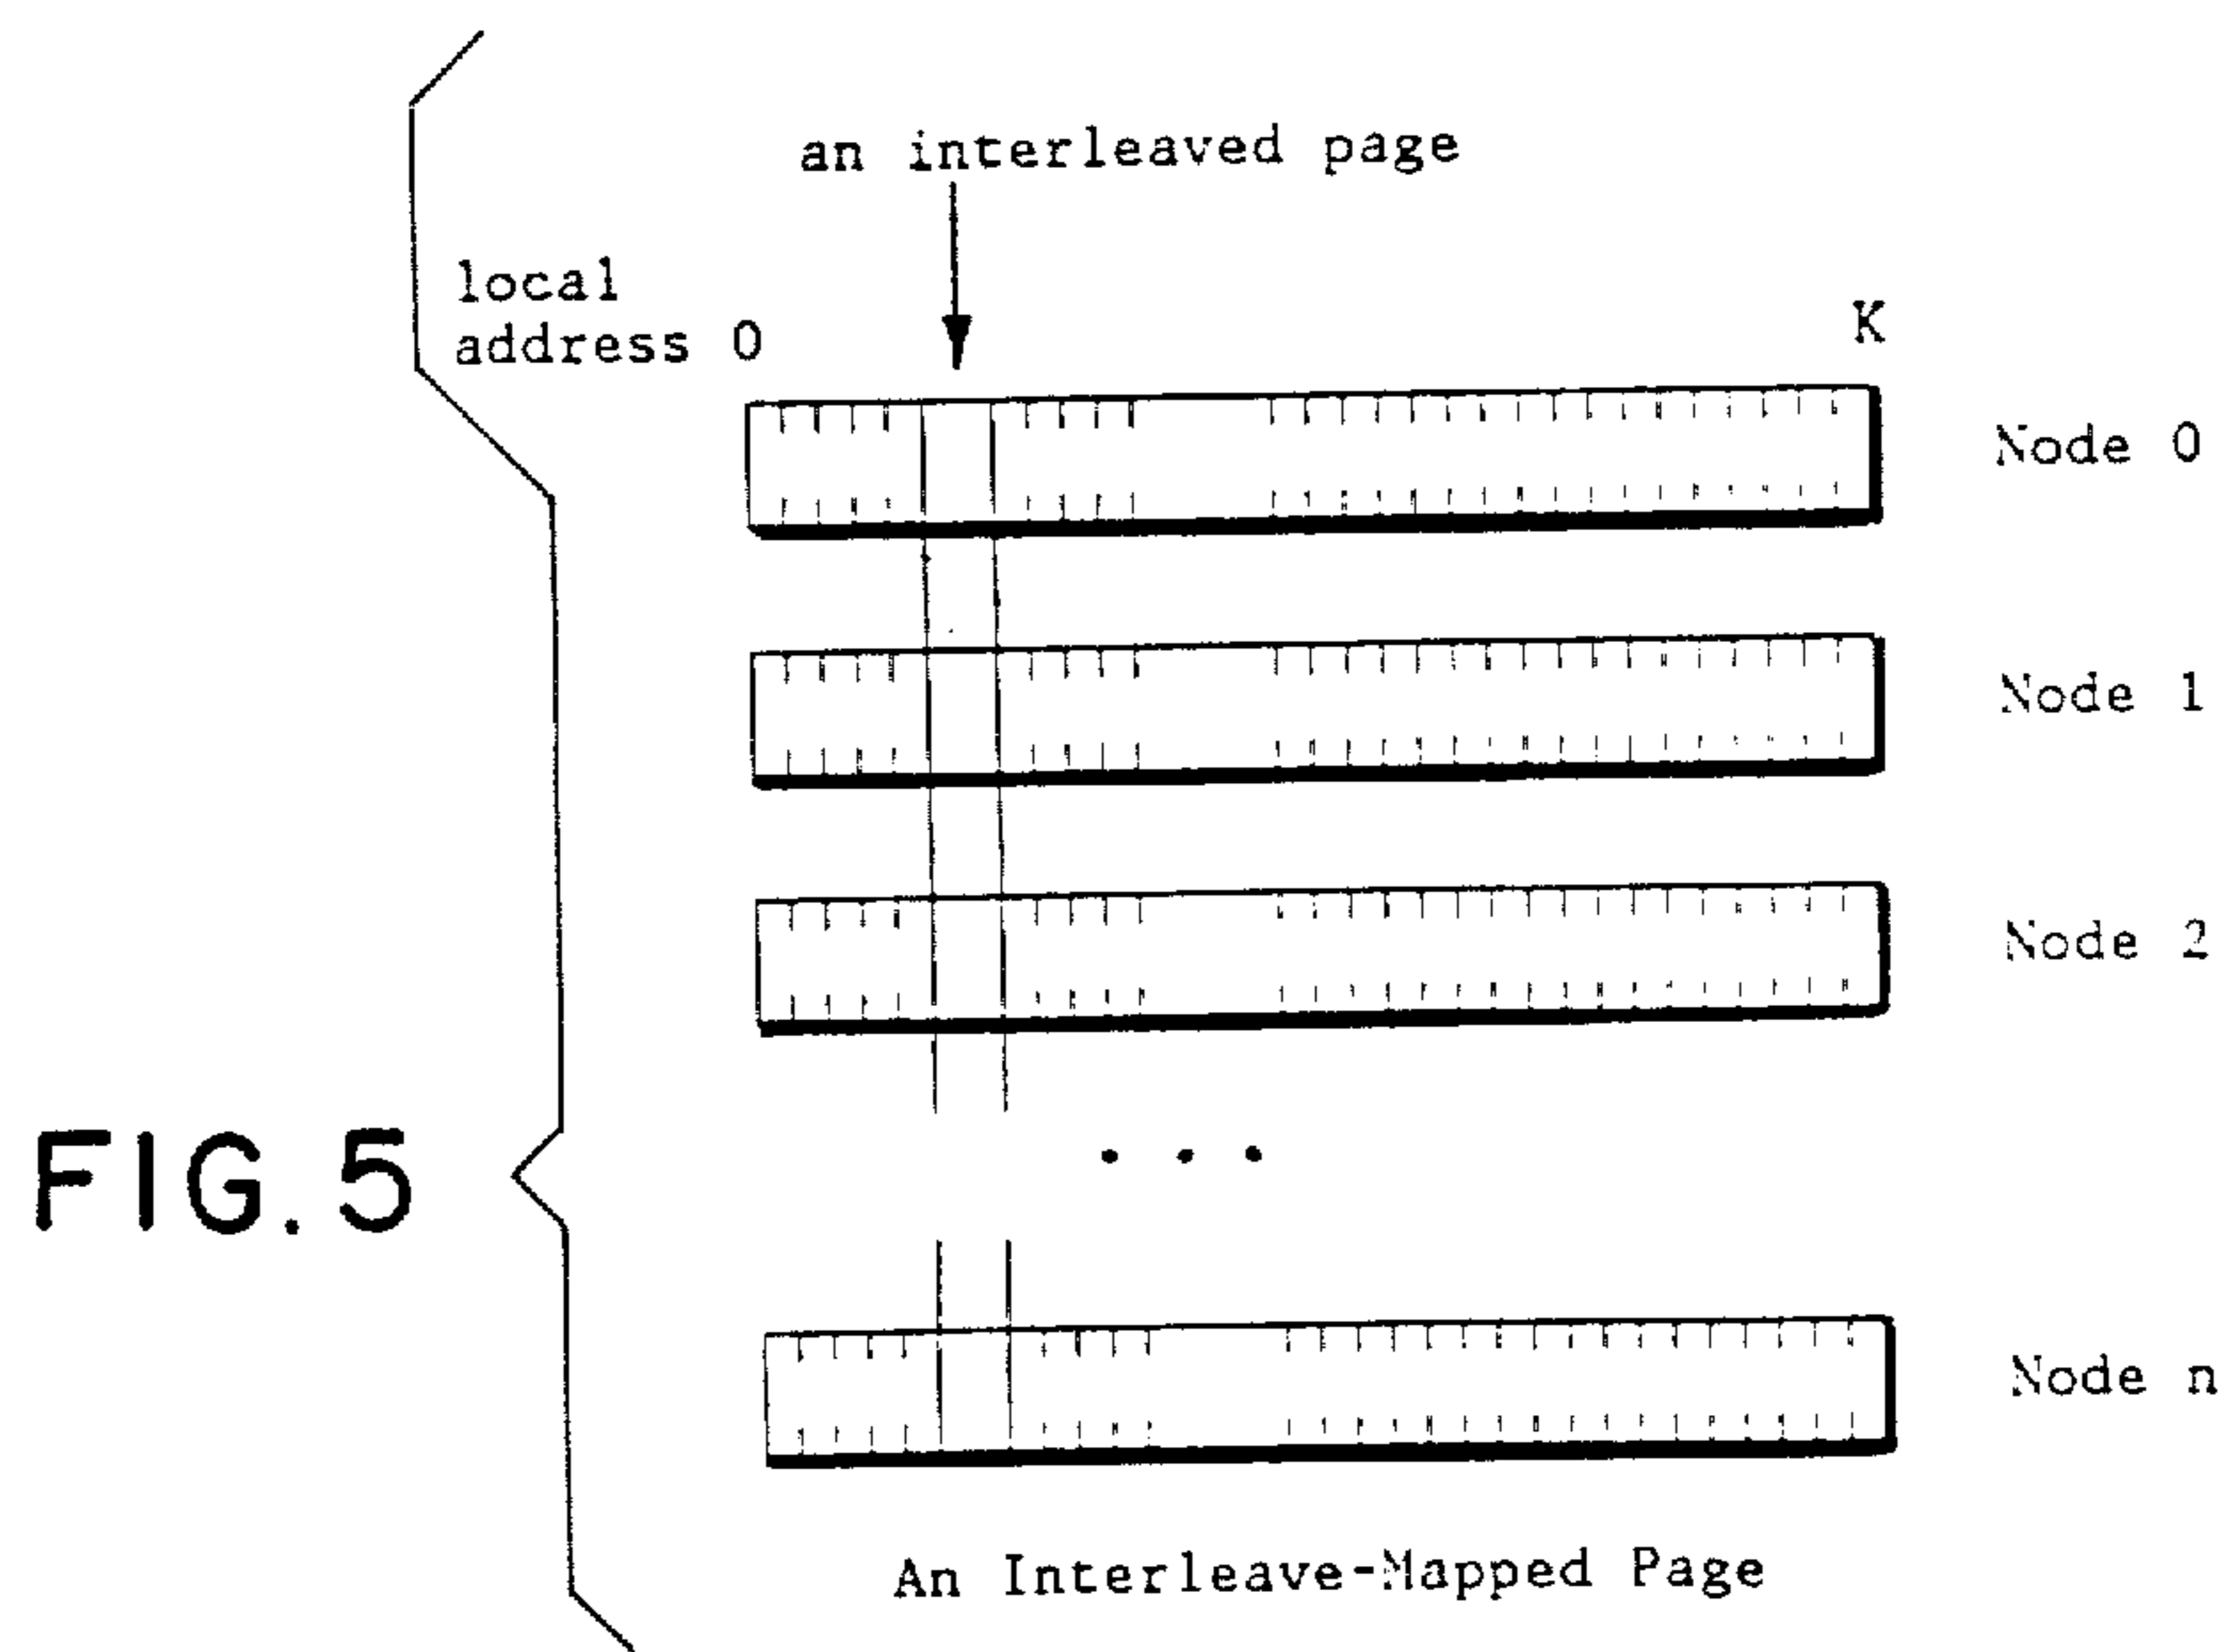 an interleaved page
local
address 0
K
Node 0
Node 1
Node 2
FIG. 5
. . .
Node n
An Interleave-Mapped Page